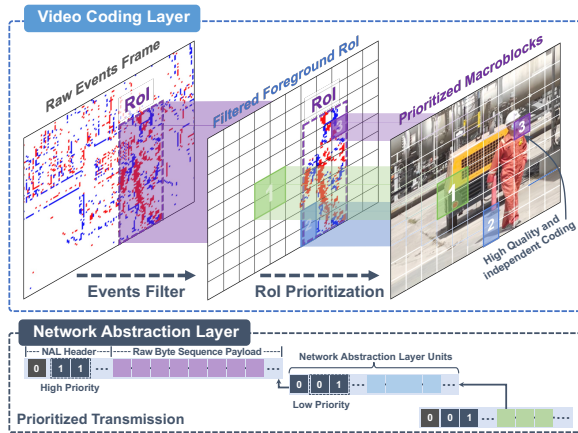 Video Coding Layer
Raw Events Frame
RoI
Filtered Foreground RoI
RoI
Prioritized Macroblocks
3
3
1
1
2
High Quality and
independent Coding
Events Filter
RoI Prioritization
Network Abstraction Layer
NAL Header
Raw Byte Sequence Payload
0 1 1 ...
High Priority
Network Abstraction Layer Units
0 0 1 ... ...
Low Priority
0 0 1 ... ...
Prioritized Transmission